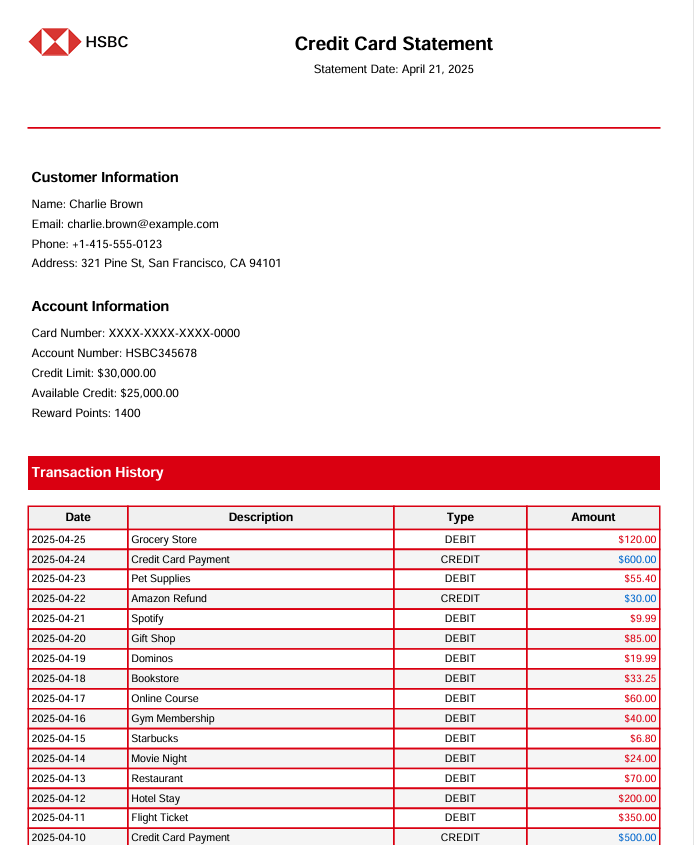 HSBC
Credit Card Statement
Statement Date: April 21, 2025
Customer Information
Name: Charlie Brown
Email: charlie.brown@example.com
Phone: +1-415-555-0123
Address: 321 Pine St, San Francisco, CA 94101
Account Information
Card Number: XXXX-XXXX-XXXX-0000
Account Number: HSBC345678
Credit Limit: $30,000.00
Available Credit: $25,000.00
Reward Points: 1400
Transaction History
Date Description Type Amount
2025-04-25 Grocery Store DEBIT $120.00
2025-04-24 Credit Card Payment CREDIT $600.00
2025-04-23 Pet Supplies DEBIT $55.40
2025-04-22 Amazon Refund CREDIT $30.00
2025-04-21 Spotify DEBIT $9.99
2025-04-20 Gift Shop DEBIT $85.00
2025-04-19 Dominos DEBIT $19.99
2025-04-18 Bookstore DEBIT $33.25
2025-04-17 Online Course DEBIT $60.00
2025-04-16 Gym Membership DEBIT $40.00
2025-04-15 Starbucks DEBIT $6.80
2025-04-14 Movie Night DEBIT $24.00
2025-04-13 Restaurant DEBIT $70.00
2025-04-12 Hotel Stay DEBIT $200.00
2025-04-11 Flight Ticket DEBIT $350.00
2025-04-10 Credit Card Payment CREDIT $500.00